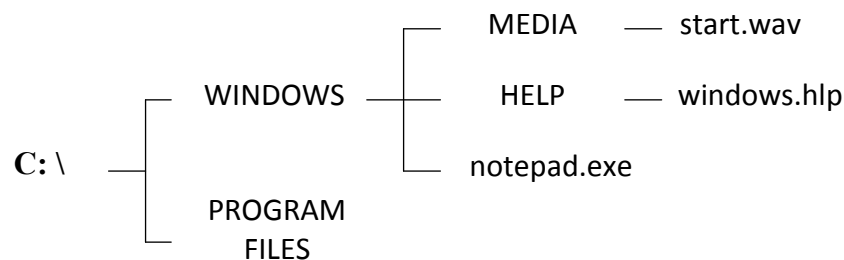 MEDIA start.wav
WINDOWS HELP windows.hlp
C: \
notepad.exe
PROGRAM
FILES